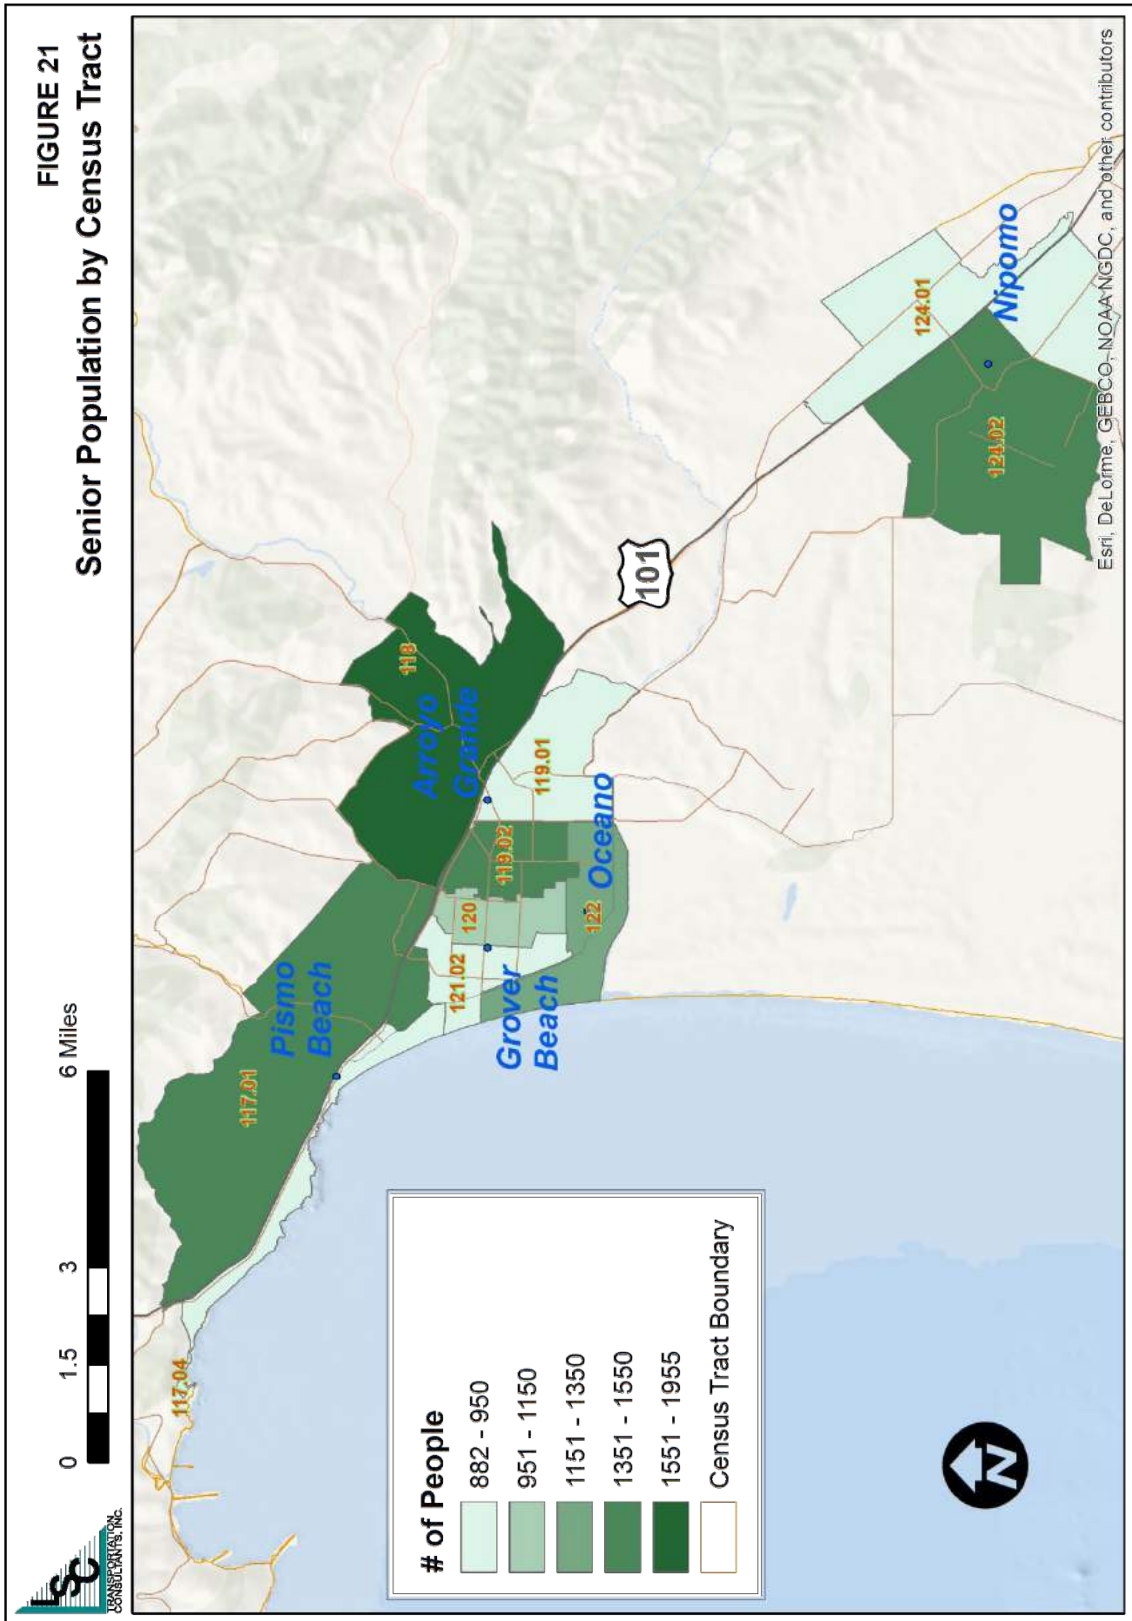 FIGURE 21
Senior Population by Census Tract
LSC
TRANSPORTATION
CONSULTANTS, INC.
0 1.5 3 6 Miles
117.04
117.01
Pismo
Beach
118
Arroyo
Grande
121.02
120
119.02
119.01
Grover
Beach
122
Oceano
101
124.01
124.02
Nipomo
# of People
882 - 950
951 - 1150
1151 - 1350
1351 - 1550
1551 - 1955
Census Tract Boundary
N
Esri, DeLorme, GEBCO, NOAA NGDC, and other contributors